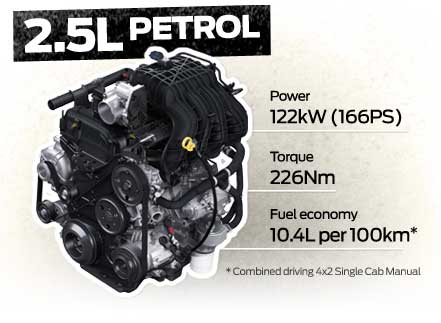 2.5L PETROL
Power
122kW (166PS)
Torque
226Nm
Fuel economy
10.4L per 100km*
* Combined driving 4x2 Single Cab Manual